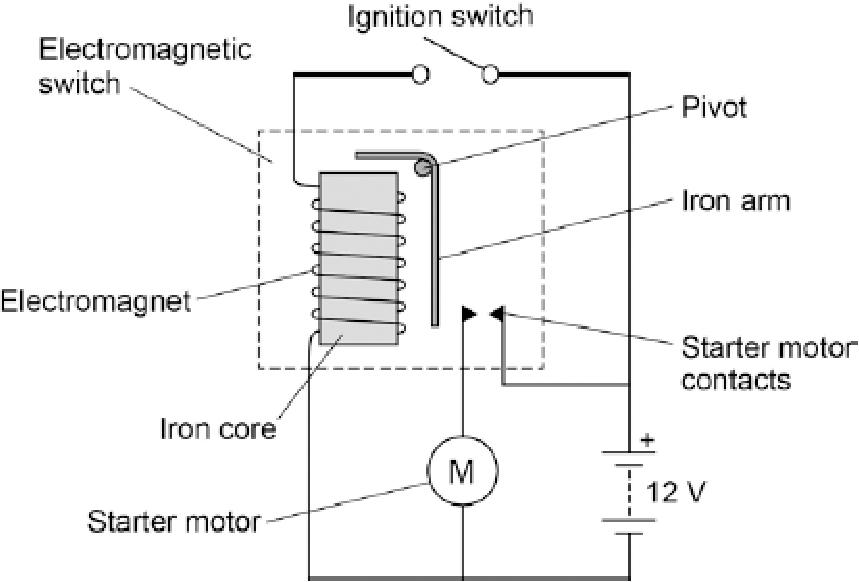 Ignition switch
Electromagnetic
switch
Pivot
Iron arm
Electromagnet
Starter motor
contacts
Iron core
+
M
12 V
Starter motor